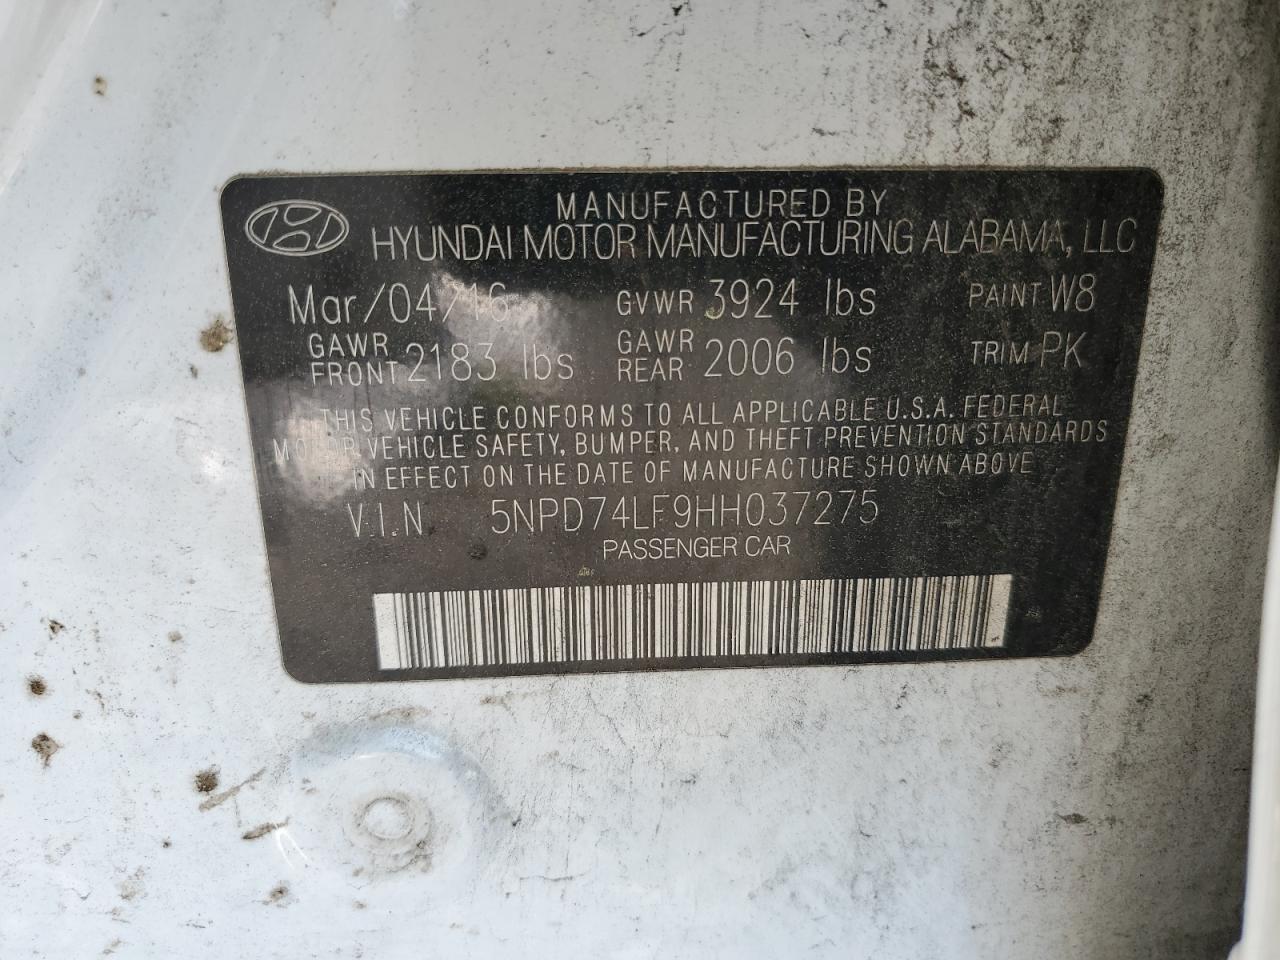 MANUFACTURED BY
HYUNDAI MOTOR MANUFACTURING ALABAMA, LLC
Mar/04/16 GVWR 3924 lbs PAINT W8
GAWR FRONT 2183 lbs GAWR REAR 2006 lbs TRIM PK
THIS VEHICLE CONFORMS TO ALL APPLICABLE U.S.A. FEDERAL
MOTOR VEHICLE SAFETY, BUMPER, AND THEFT PREVENTION STANDARDS
IN EFFECT ON THE DATE OF MANUFACTURE SHOWN ABOVE
V.I.N 5NPD74LF9HH037275
PASSENGER CAR